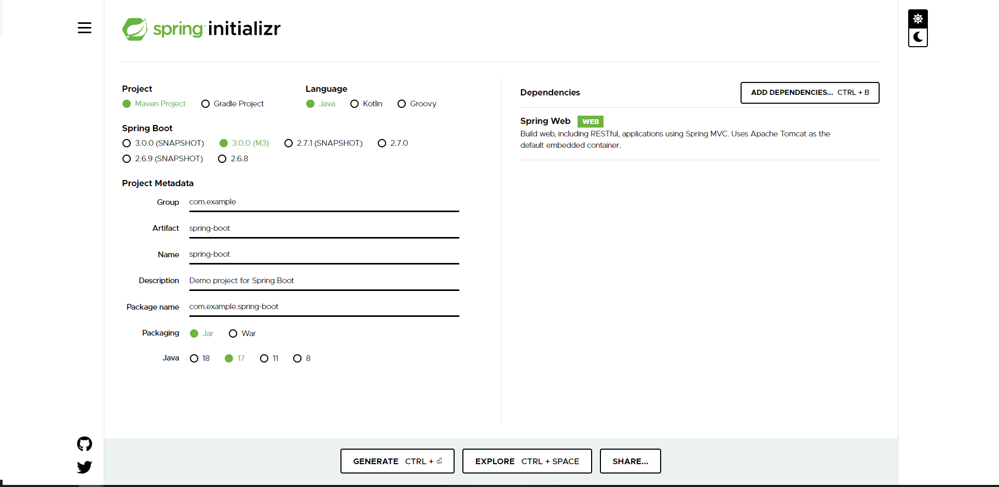 spring initializr
Project
Maven Project Gradle Project
Language
Java Kotlin Groovy
Spring Boot
3.0.0 (SNAPSHOT) 3.0.0 (M3) 2.7.1 (SNAPSHOT) 2.7.0
2.6.9 (SNAPSHOT) 2.6.8
Project Metadata
Group com.example
Artifact spring-boot
Name spring-boot
Description Demo project for Spring Boot
Package name com.example.spring-boot
Packaging Jar War
Java 18 17 11 8
Dependencies ADD DEPENDENCIES... CTRL + B
Spring Web WEB
Build web, including RESTful, applications using Spring MVC. Uses Apache Tomcat as the
default embedded container.
GENERATE CTRL + ⏎ EXPLORE CTRL + SPACE SHARE...